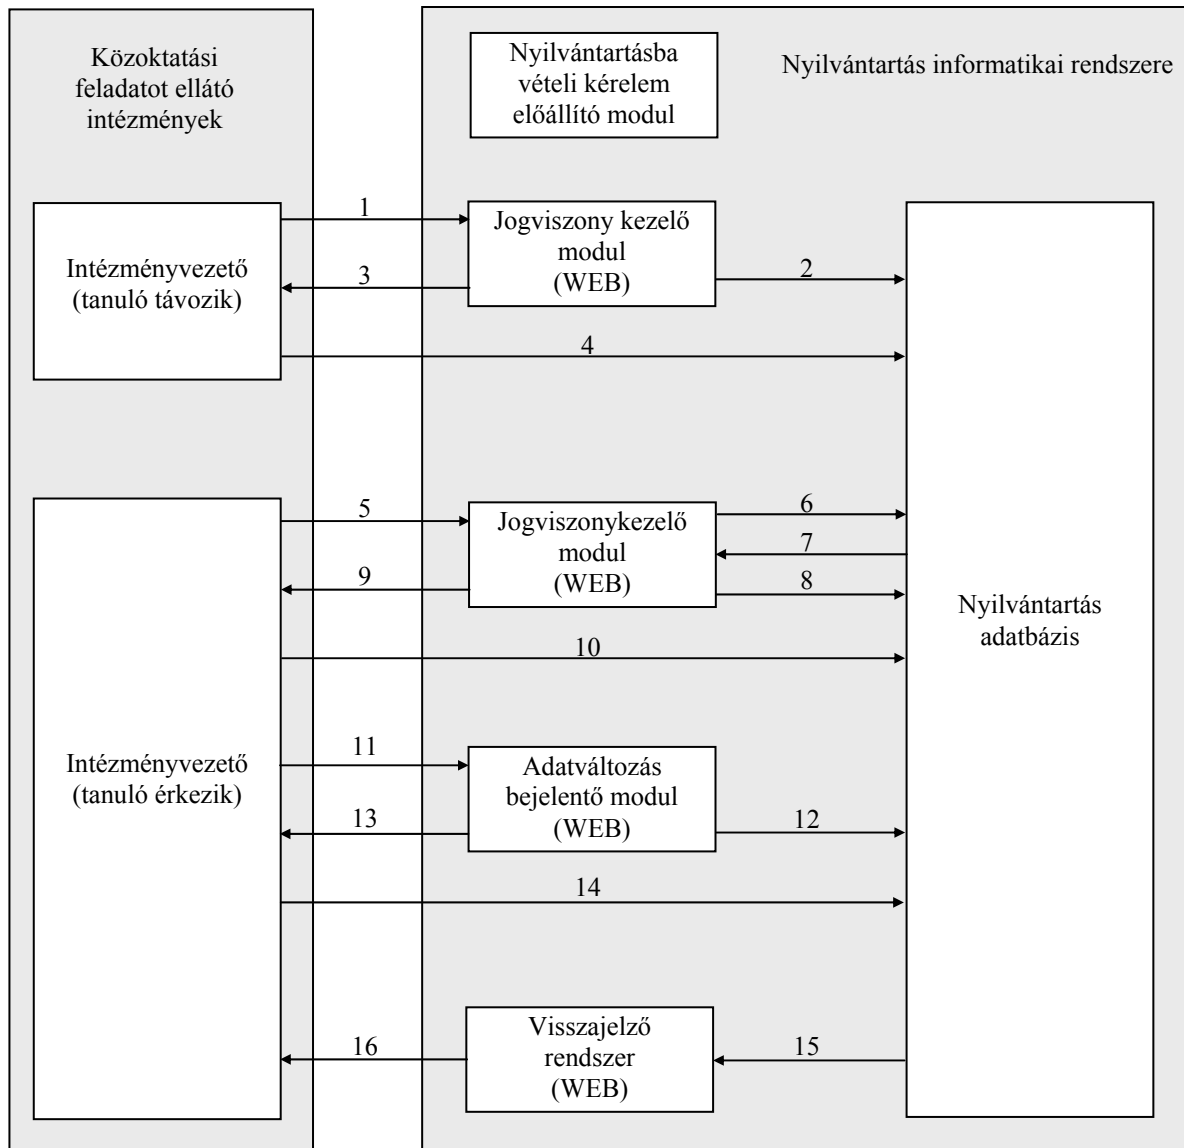 Közoktatási
feladatot ellátó
intézmények
Nyilvántartásba
vételi kérelem
előállító modul
Nyilvántartás informatikai rendszere
Intézményvezető
(tanuló távozik)
1
3
Jogviszony kezelő
modul
(WEB)
2
4
Intézményvezető
(tanuló érkezik)
5
9
Jogviszonykezelő
modul
(WEB)
6
7
8
10
Nyilvántartás
adatbázis
11
13
Adatváltozás
bejelentő modul
(WEB)
12
14
16
Visszajelző
rendszer
(WEB)
15